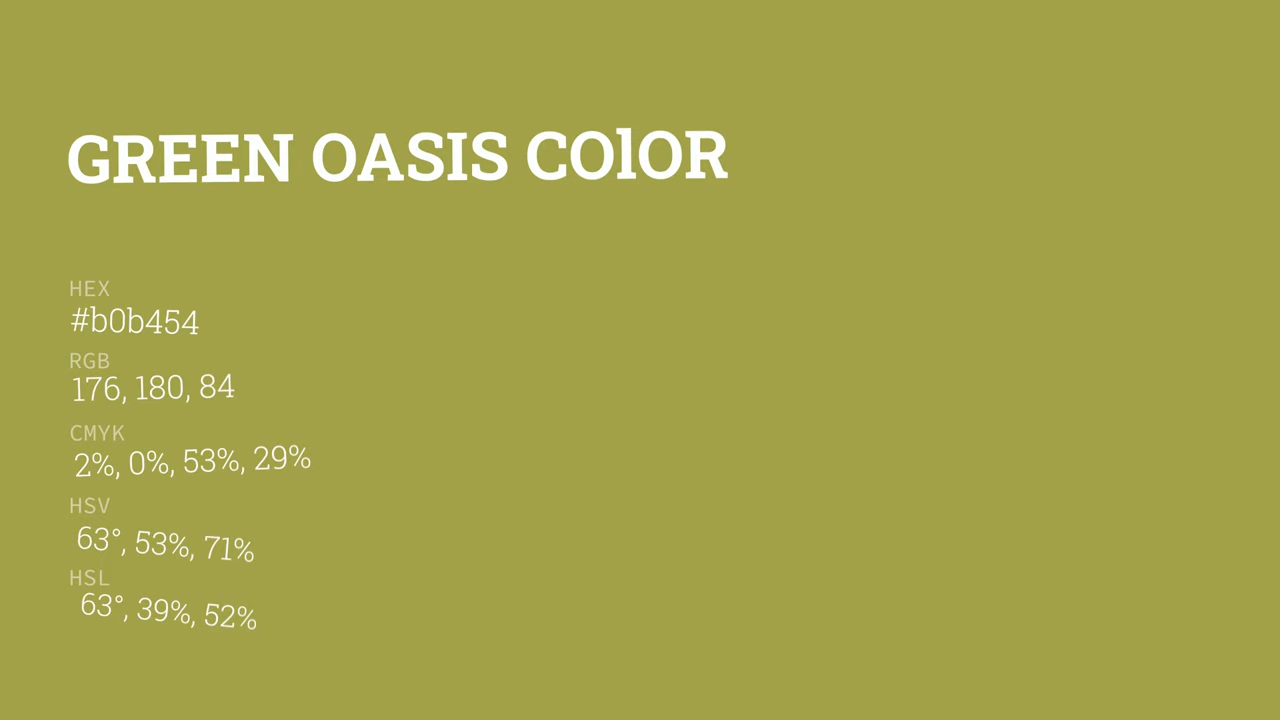 GREEN OASIS COlOR
HEX
#b0b454
RGB
176, 180, 84
CMYK
2%, 0%, 53%, 29%
HSV
63°, 53%, 71%
HSL
63°, 39%, 52%